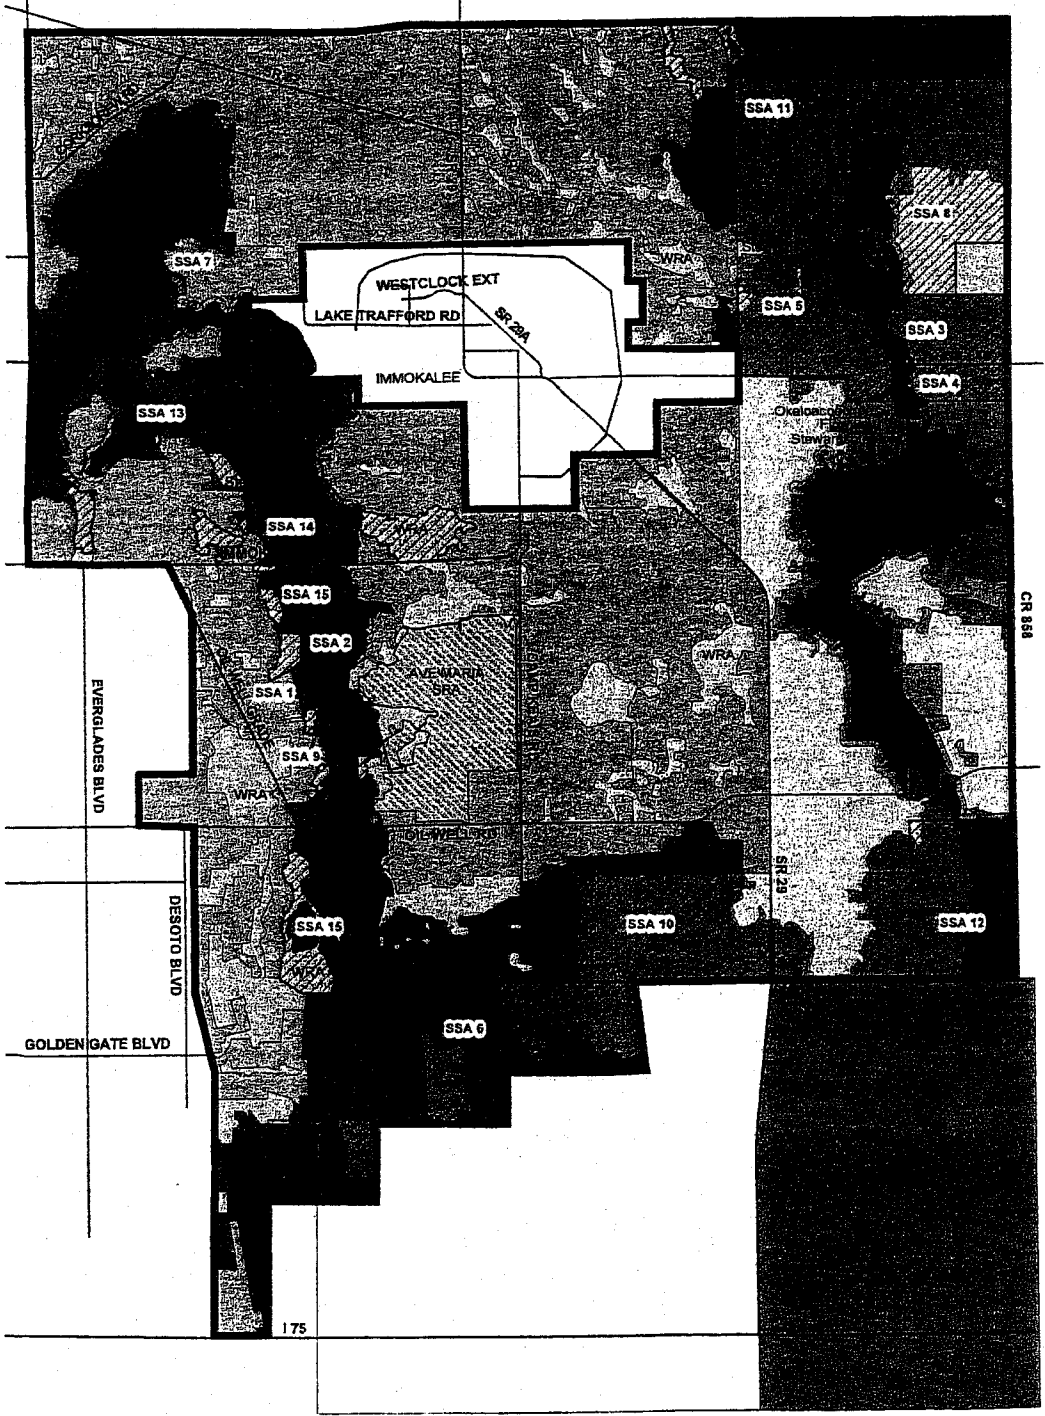 SSA 11
SSA 8
SSA 7
WRA
WESTCLOCK EXT
SSA 5
LAKE TRAFFORD RD
SR 29A
SSA 3
IMMOKALEE
SSA 4
SSA 13
SSA 14
SSA 15
CR 858
SSA 2
WRA
AVE MARIA
SRA
SSA 1
EVERGLADES BLVD
SSA 9
WRA
OIL WELL RD
SR 29
DESOTO BLVD
SSA 15
SSA 10
SSA 12
WRA
SSA 6
GOLDEN GATE BLVD
I 75